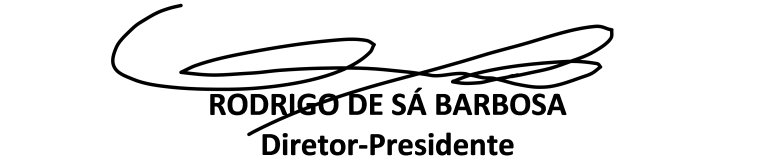 RODRIGO DE SÁ BARBOSA
Diretor-Presidente